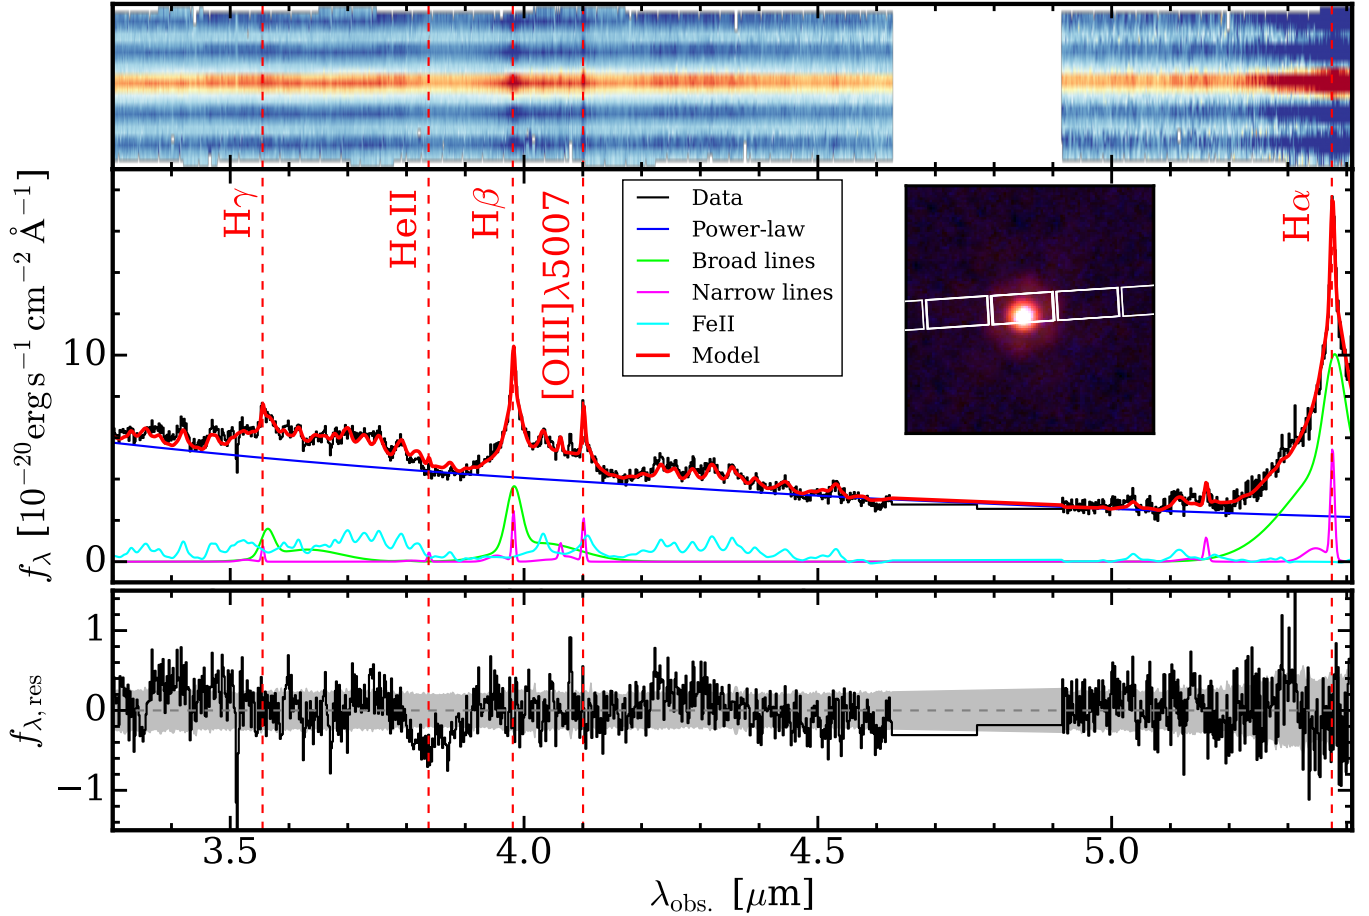 Hγ
HeII
Hβ
[OIII]λ5007
Hα
Data
Power-law
Broad lines
Narrow lines
FeII
Model
10
0
f_λ [10⁻²⁰erg s⁻¹ cm⁻² Å⁻¹]
1
0
−1
f_λ,res
3.5 4.0 4.5 5.0
λ_obs. [μm]